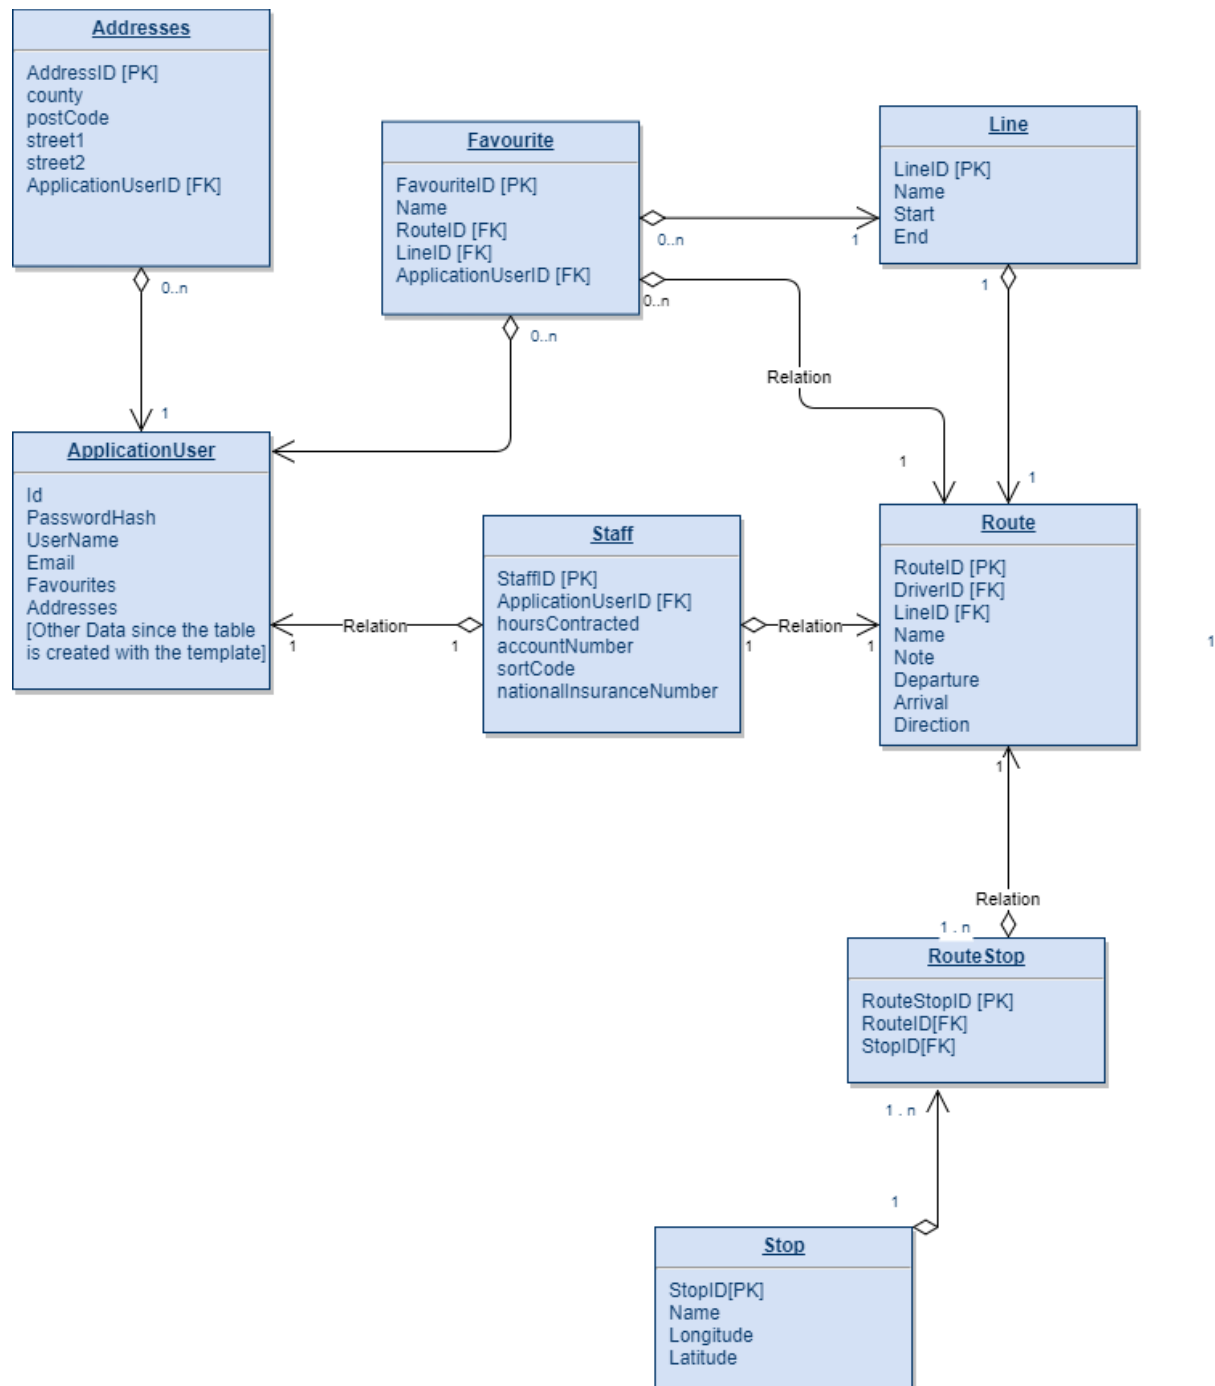 Addresses
AddressID [PK]
county
postCode
street1
street2
ApplicationUserID [FK]
0..n
1
Favourite
FavouriteID [PK]
Name
RouteID [FK]
LineID [FK]
ApplicationUserID [FK]
0..n
1
0..n
0..n
Relation
1
Line
LineID [PK]
Name
Start
End
1
1
ApplicationUser
Id
PasswordHash
UserName
Email
Favourites
Addresses
[Other Data since the table
is created with the template]
Relation
1
1
Staff
StaffID [PK]
ApplicationUserID [FK]
hoursContracted
accountNumber
sortCode
nationalInsuranceNumber
Relation
1
1
Route
RouteID [PK]
DriverID [FK]
LineID [FK]
Name
Note
Departure
Arrival
Direction
1
1
Relation
1 . n
RouteStop
RouteStopID [PK]
RouteID[FK]
StopID[FK]
1 . n
1
Stop
StopID[PK]
Name
Longitude
Latitude